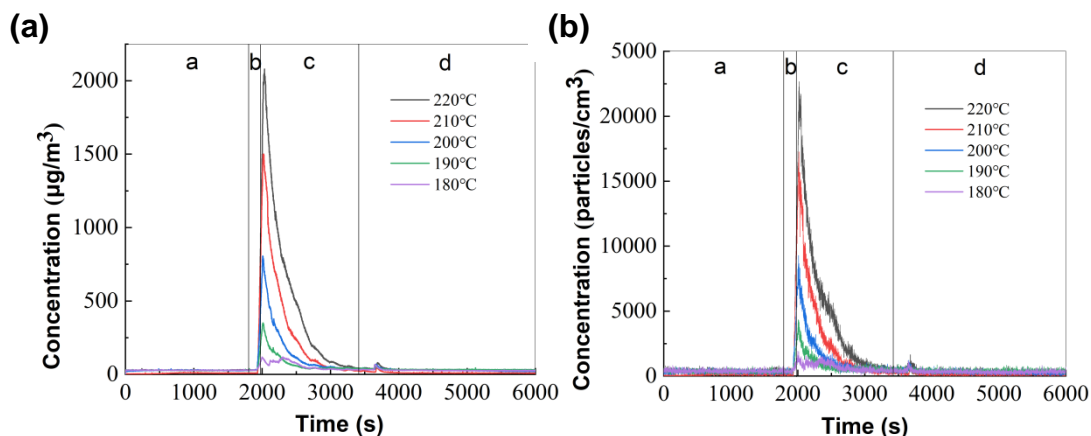 (a)
Concentration (μg/m³)
2000
1500
1000
500
0
a b c d
220℃
210℃
200℃
190℃
180℃
0 1000 2000 3000 4000 5000 6000
Time (s)
(b)
Concentration (particles/cm³)
25000
20000
15000
10000
5000
0
a b c d
220℃
210℃
200℃
190℃
180℃
0 1000 2000 3000 4000 5000 6000
Time (s)